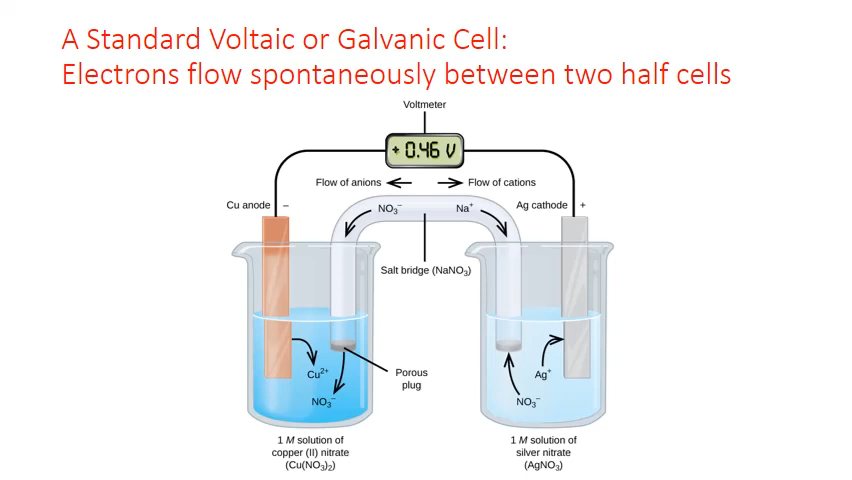 A Standard Voltaic or Galvanic Cell:
Electrons flow spontaneously between two half cells
Voltmeter
+ 0.46 V
Flow of anions
Flow of cations
Cu anode –
NO₃⁻
Na⁺
Ag cathode +
Salt bridge (NaNO₃)
Cu²⁺
Porous
plug
Ag⁺
NO₃⁻
NO₃⁻
1 M solution of
copper (II) nitrate
(Cu(NO₃)₂)
1 M solution of
silver nitrate
(AgNO₃)